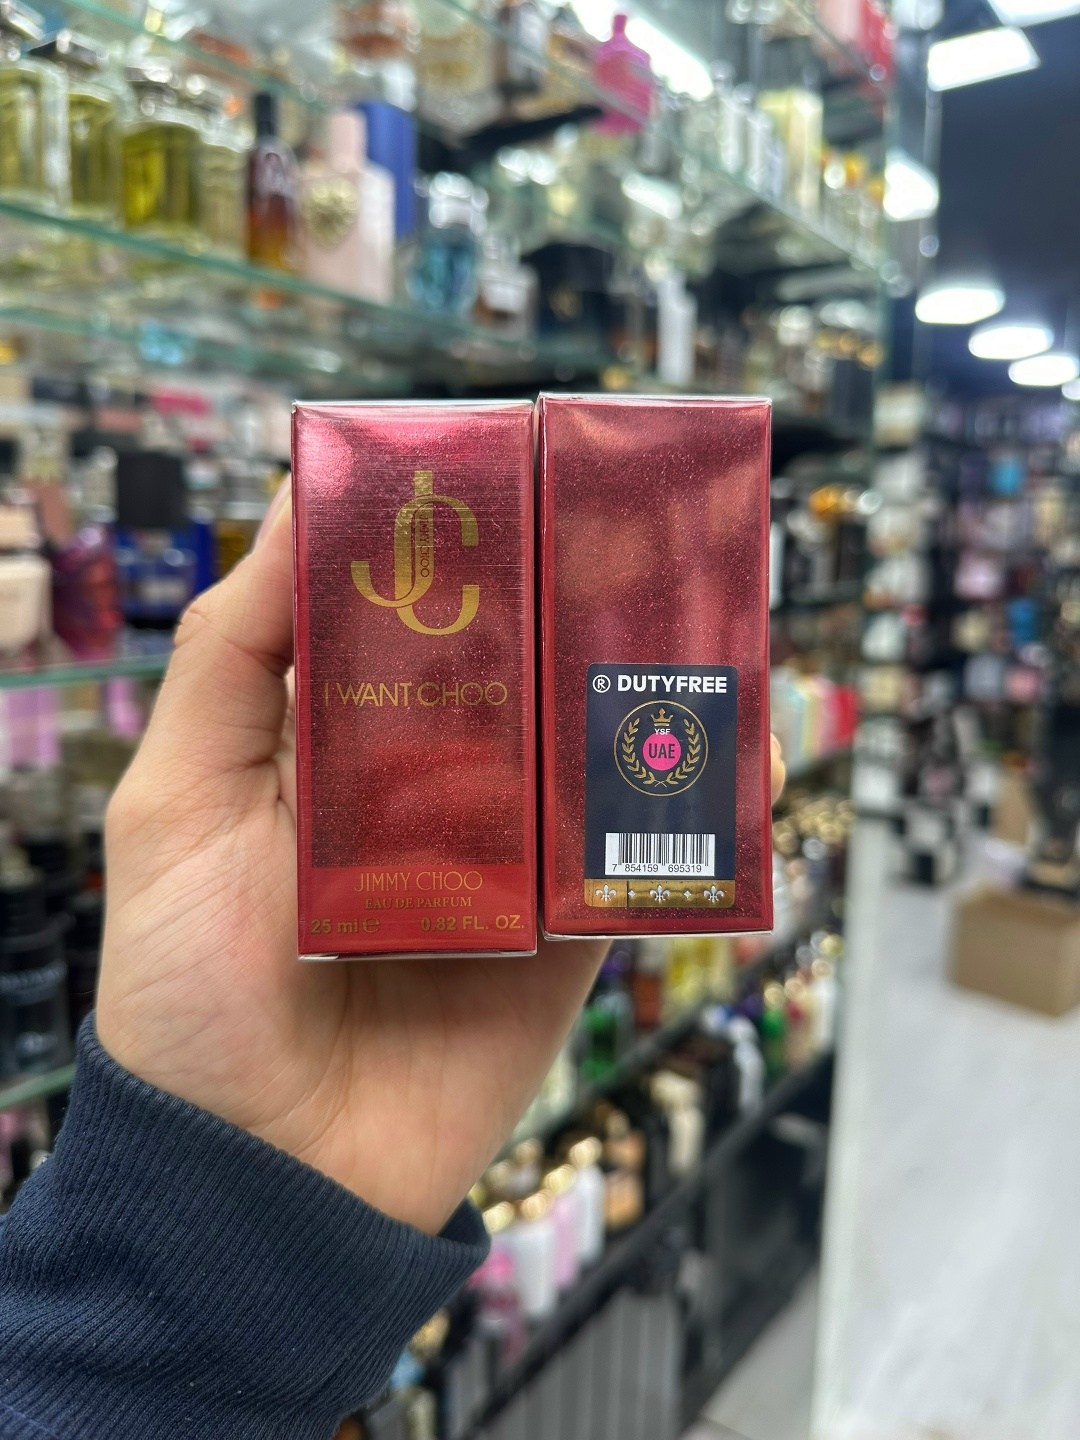 JC
JIMMY CHOO
I WANT CHOO
JIMMY CHOO
EAU DE PARFUM
25 ml e 0.82 FL. OZ.
® DUTYFREE
YSF
UAE
7 854159 695319